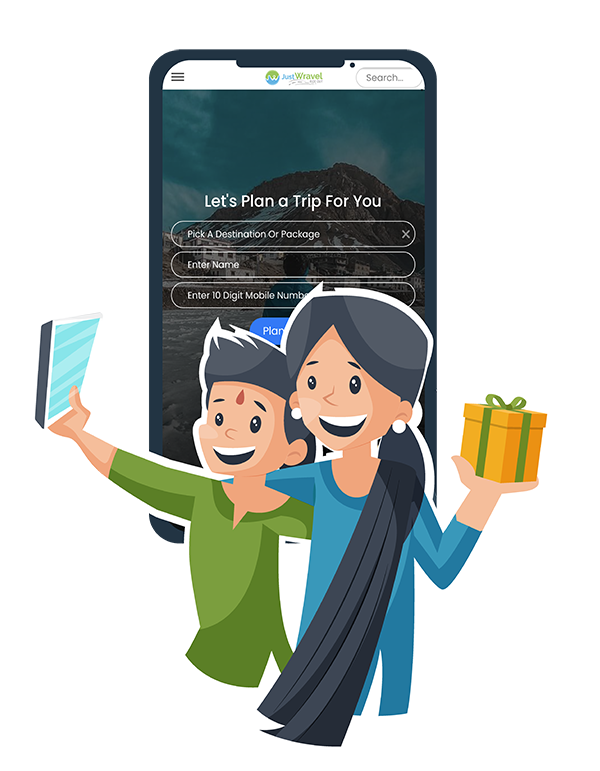 JustWravel
Search...
Let's Plan a Trip For You
Pick A Destination Or Package
Enter Name
Enter 10 Digit Mobile Numb
Plan